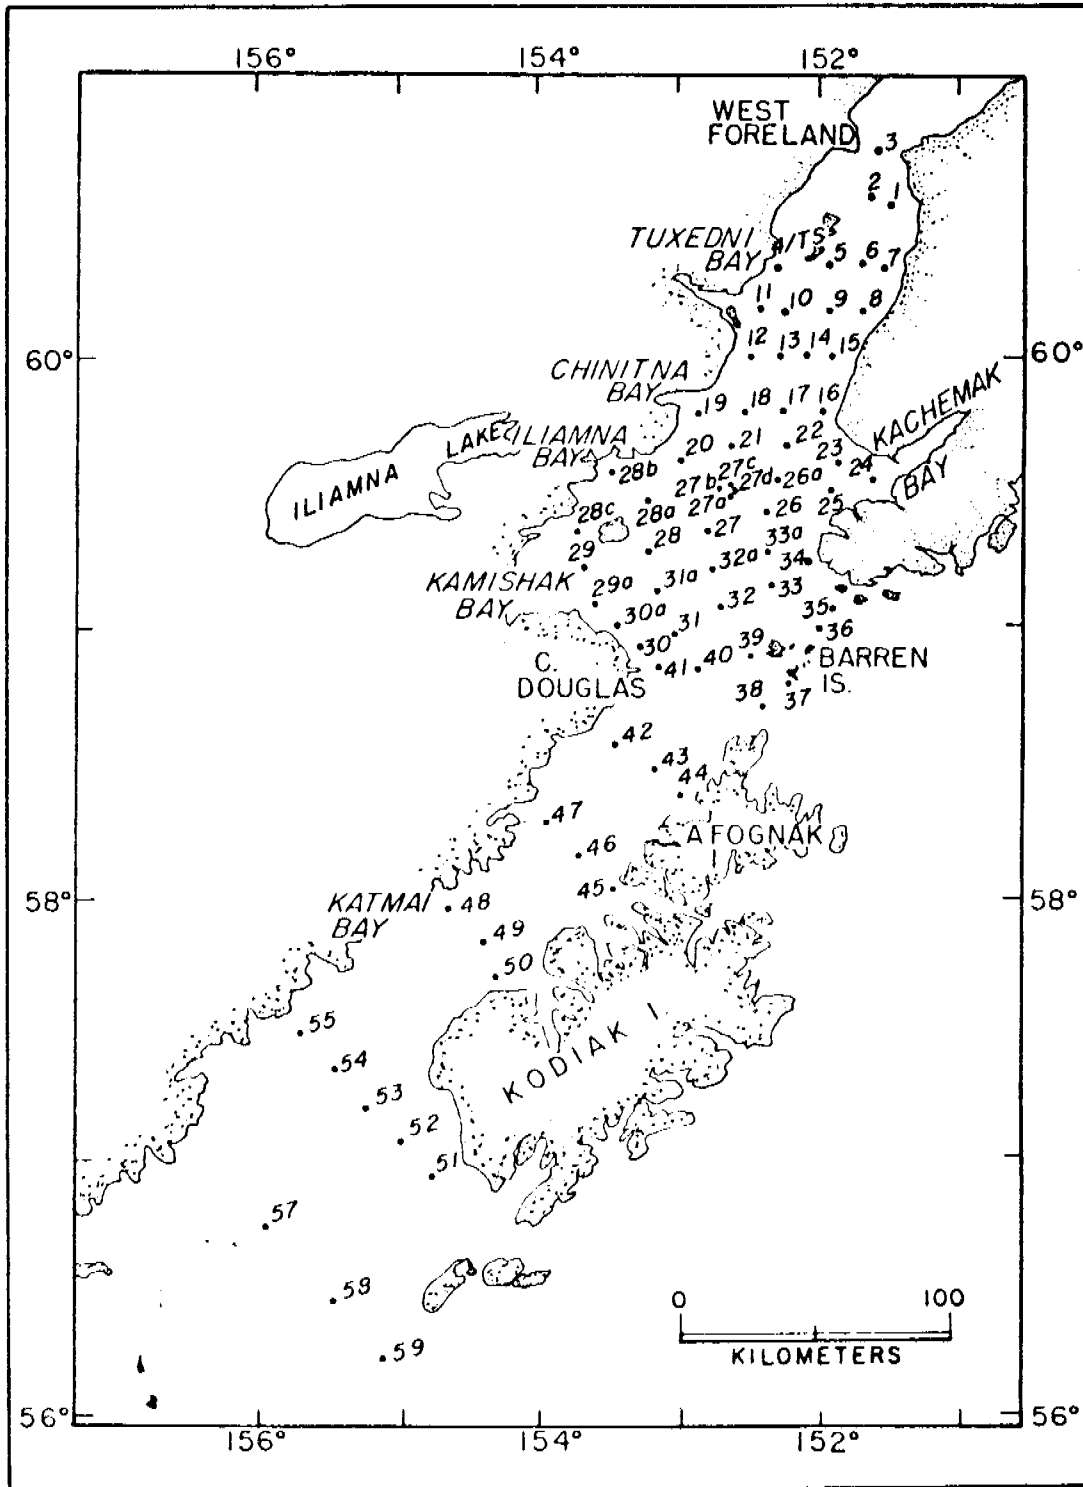 156° 154° 152°
WEST
FORELAND
3
2 1
TUXEDNI
BAY
4/TS
5 6 7
11 10 9 8
12 13 14 15
60° 60°
CHINITNA
BAY
19 18 17 16
KACHEMAK
BAY
LAKE
ILIAMNA
ILIAMNA
BAY
20 21 22 23 24
28b 27b 27c 27d 26a 25
28c 28a 27a 26
29 28 27 33a
KAMISHAK
BAY
29a 31a 32a 34
30a 31 32 33 35
30 36
C.
DOUGLAS
41 40 39
BARREN
IS.
38 37
42
43
44
47
46
AFOGNAK
45
58° 58°
KATMAI
BAY
48
49
50
55
54
53
52
51
KODIAK I
57
58
59
0 100
KILOMETERS
56° 56°
156° 154° 152°